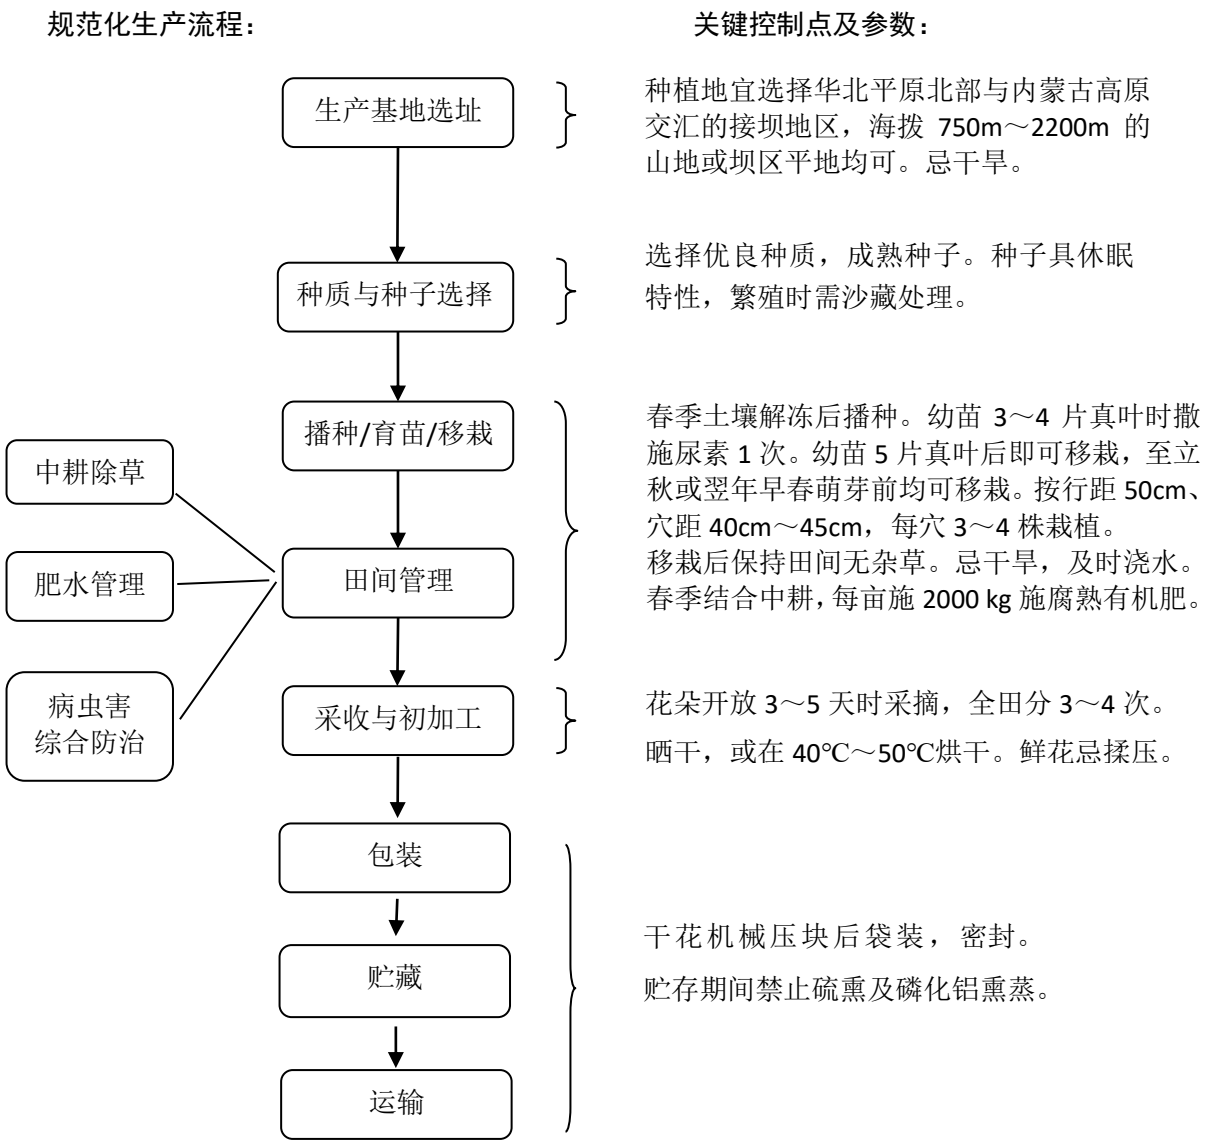 规范化生产流程：
关键控制点及参数：
生产基地选址
种植地宜选择华北平原北部与内蒙古高原
交汇的接坝地区，海拨 750m～2200m 的
山地或坝区平地均可。忌干旱。
种质与种子选择
选择优良种质，成熟种子。种子具休眠
特性，繁殖时需沙藏处理。
播种/育苗/移栽
中耕除草
肥水管理
病虫害
综合防治
田间管理
春季土壤解冻后播种。幼苗 3～4 片真叶时撒
施尿素 1 次。幼苗 5 片真叶后即可移栽，至立
秋或翌年早春萌芽前均可移栽。按行距 50cm、
穴距 40cm～45cm，每穴 3～4 株栽植。
移栽后保持田间无杂草。忌干旱，及时浇水。
春季结合中耕，每亩施 2000 kg 施腐熟有机肥。
采收与初加工
花朵开放 3～5 天时采摘，全田分 3～4 次。
晒干，或在 40℃～50℃烘干。鲜花忌揉压。
包装
贮藏
运输
干花机械压块后袋装，密封。
贮存期间禁止硫熏及磷化铝熏蒸。